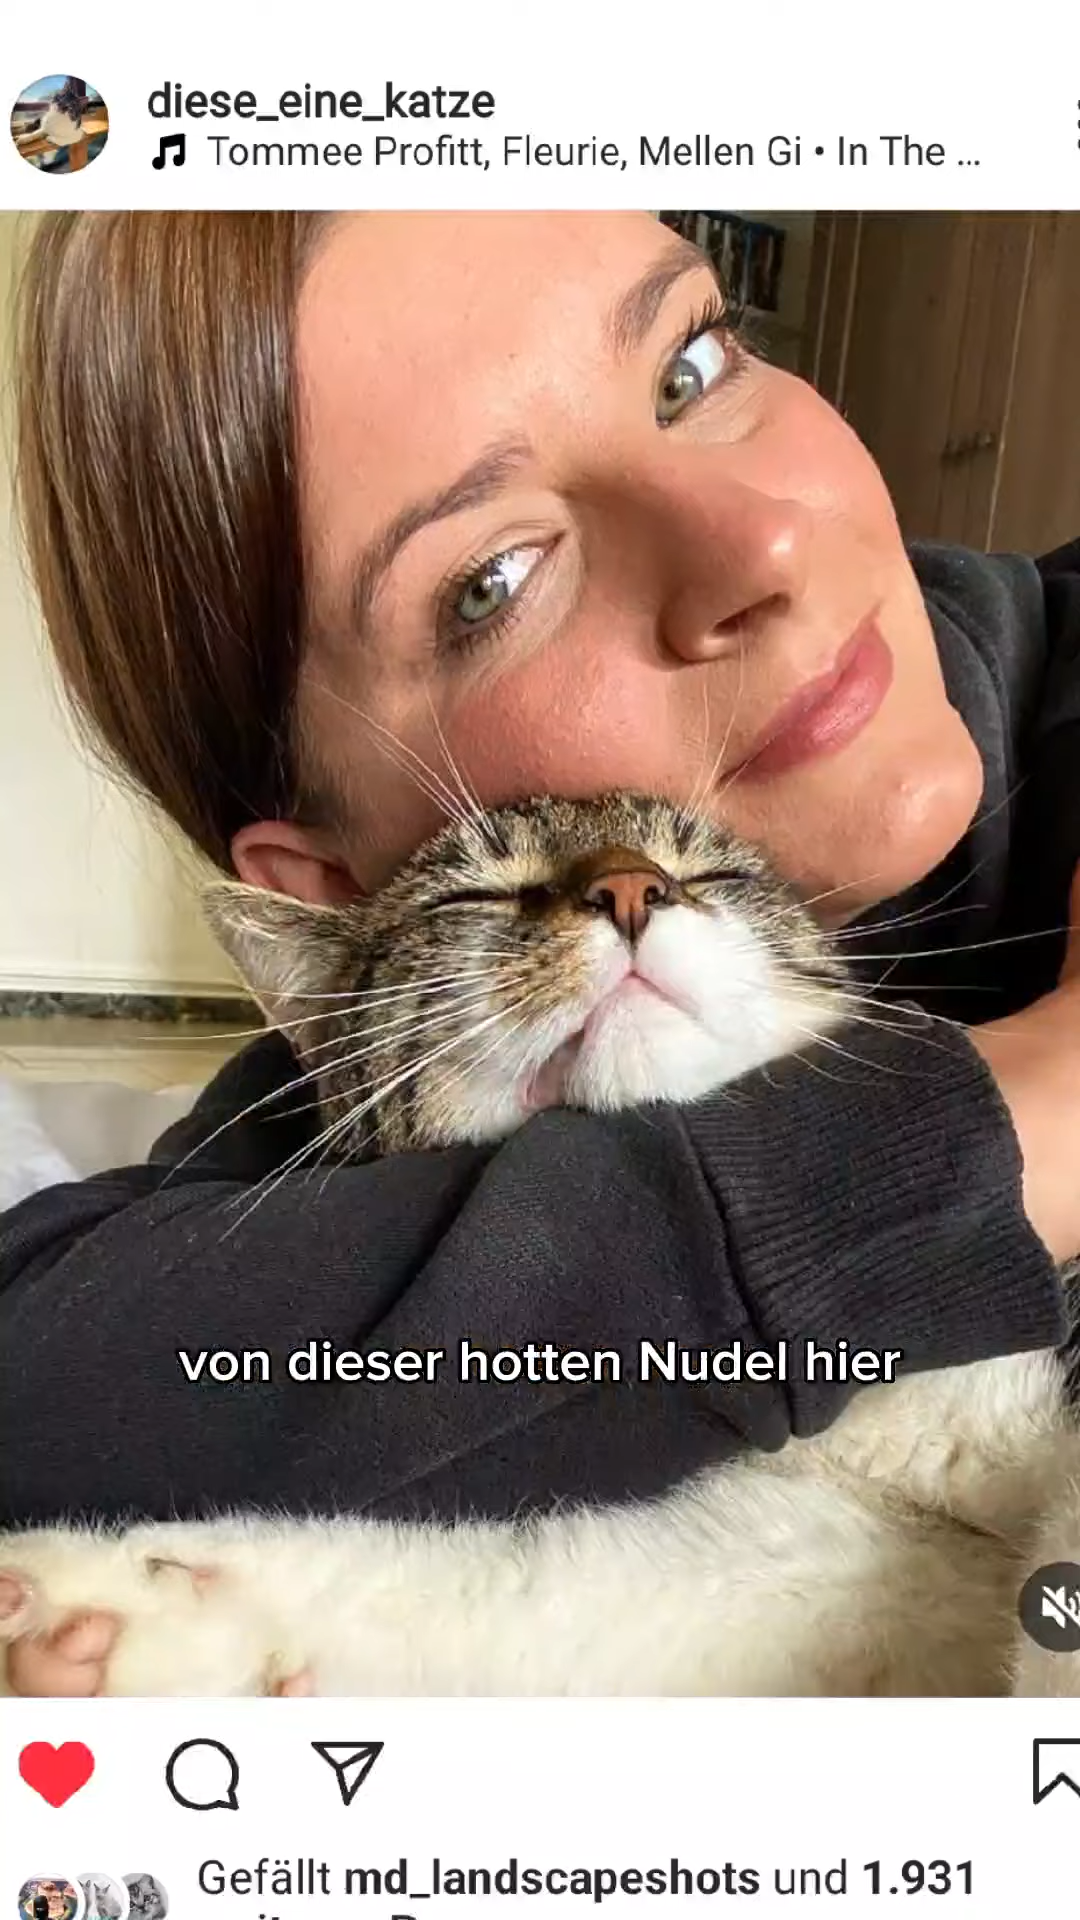 diese_eine_katze
Tommee Profitt, Fleurie, Mellen Gi • In The ...
von dieser hotten Nudel hier
Gefällt md_landscapeshots und 1.931